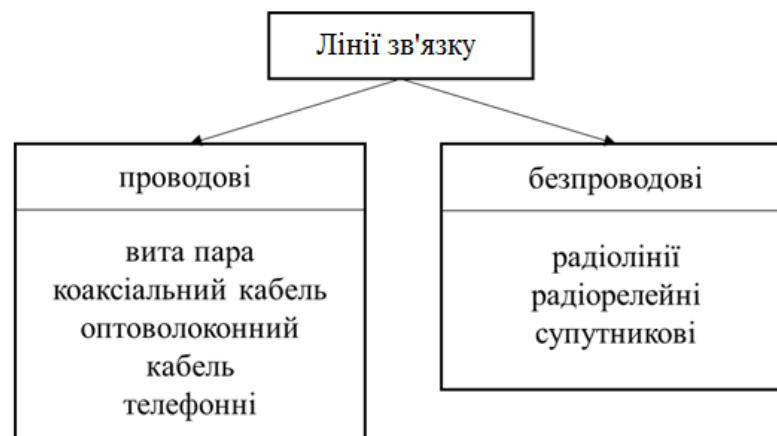 Лінії зв'язку
проводові
вита пара
коаксіальний кабель
оптоволоконний
кабель
телефонні
безпроводові
радіолінії
радіорелейні
супутникові